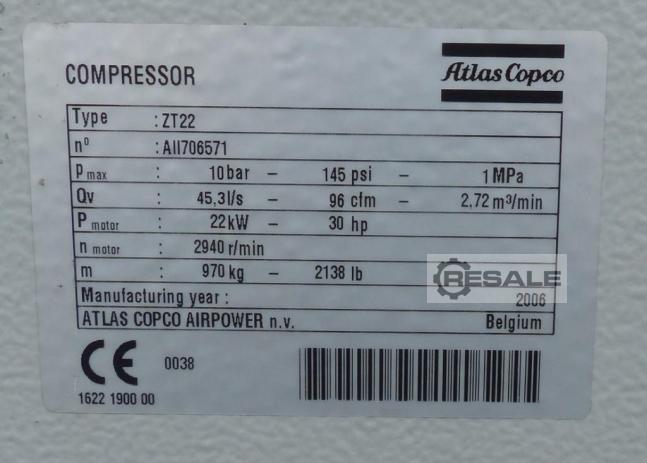 COMPRESSOR
Atlas Copco
Type : ZT22
nº : AII706571
p max : 10 bar – 145 psi – 1 MPa
Qv : 45,3 l/s – 96 cfm – 2,72 m³/min
P motor : 22 kW – 30 hp
n motor : 2940 r/min
m : 970 kg – 2138 lb
RESALE
Manufacturing year : 2006
ATLAS COPCO AIRPOWER n.v. Belgium
CE 0038
1622 1900 00